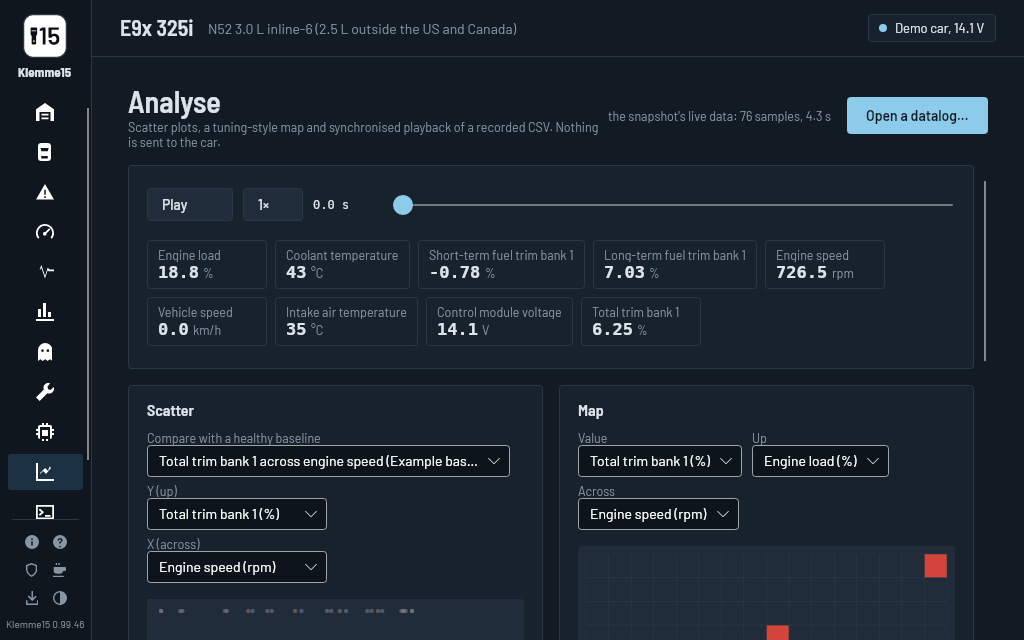 15
Klemme15
E9x 325i
N52 3.0 L inline-6 (2.5 L outside the US and Canada)
Demo car, 14.1 V
Analyse
Scatter plots, a tuning-style map and synchronised playback of a recorded CSV. Nothing
is sent to the car.
the snapshot's live data: 76 samples, 4.3 s
Open a datalog...
Play
1×
0.0 s
Engine load
18.8 %
Coolant temperature
43 °C
Short-term fuel trim bank 1
-0.78 %
Long-term fuel trim bank 1
7.03 %
Engine speed
726.5 rpm
Vehicle speed
0.0 km/h
Intake air temperature
35 °C
Control module voltage
14.1 V
Total trim bank 1
6.25 %
Scatter
Compare with a healthy baseline
Total trim bank 1 across engine speed (Example bas...
Y (up)
Total trim bank 1 (%)
X (across)
Engine speed (rpm)
Map
Value
Total trim bank 1 (%)
Up
Engine load (%)
Across
Engine speed (rpm)
Klemme15 0.99.46